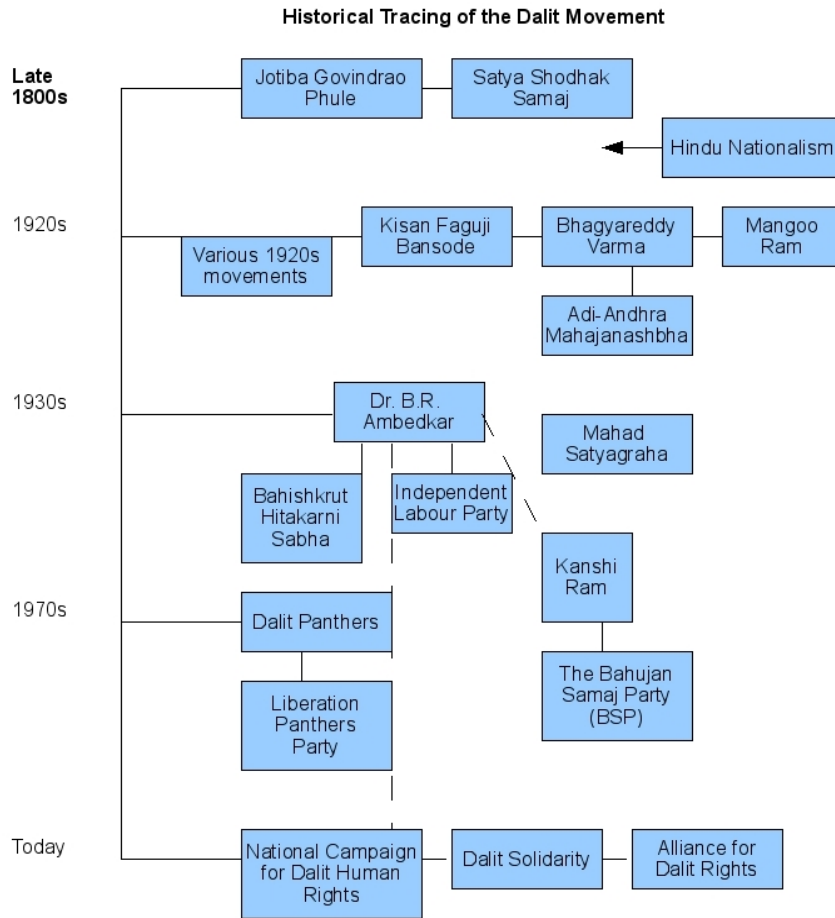 Historical Tracing of the Dalit Movement
Late
1800s
Jotiba Govindrao
Phule
Satya Shodhak
Samaj
Hindu Nationalism
1920s
Various 1920s
movements
Kisan Faguji
Bansode
Bhagyareddy
Varma
Mangoo
Ram
Adi-Andhra
Mahajanashbha
1930s
Dr. B.R.
Ambedkar
Mahad
Satyagraha
Bahishkrut
Hitakarni
Sabha
Independent
Labour Party
Kanshi
Ram
1970s
Dalit Panthers
The Bahujan
Samaj Party
(BSP)
Liberation
Panthers
Party
Today
National Campaign
for Dalit Human
Rights
Dalit Solidarity
Alliance for
Dalit Rights